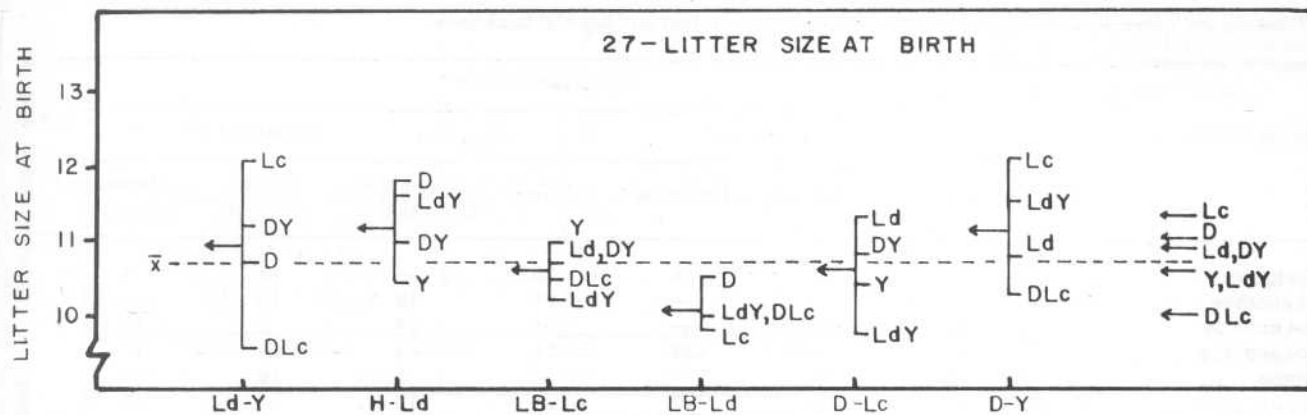 27-LITTER SIZE AT BIRTH
LITTER SIZE AT BIRTH
13
12
11
x̄
10
Lc
DY
D
DLc
D
LdY
DY
Y
Y
Ld,DY
DLc
LdY
D
LdY,DLc
Lc
Ld
DY
Y
LdY
Lc
LdY
Ld
DLc
Lc
D
Ld,DY
Y,LdY
DLc
Ld-Y H-Ld LB-Lc LB-Ld D-Lc D-Y